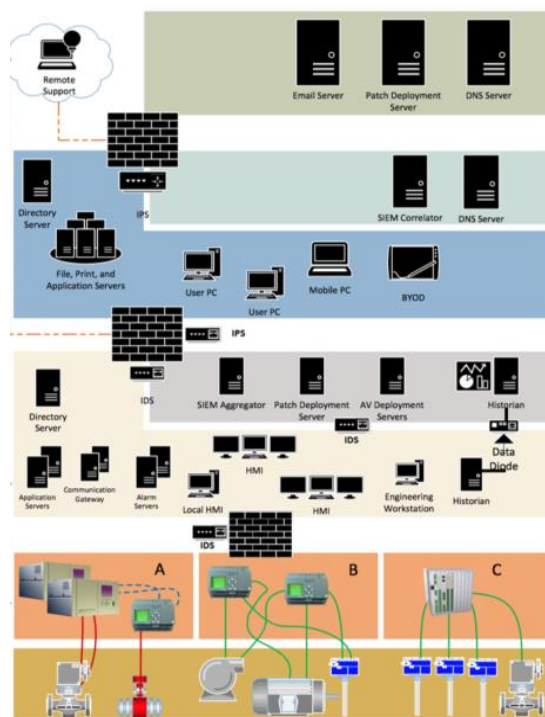 Remote
Support
Email Server
Patch Deployment
Server
DNS Server
Directory
Server
IPS
SIEM Correlator
DNS Server
File, Print, and
Application Servers
User PC
User PC
Mobile PC
BYOD
IPS
IDS
SIEM Aggregator
Patch Deployment
Server
AV Deployment
Servers
Historian
Directory
Server
IDS
Data
Diode
Application
Servers
Communication
Gateway
Alarm
Servers
HMI
Local HMI
HMI
Engineering
Workstation
Historian
IDS
A
B
C